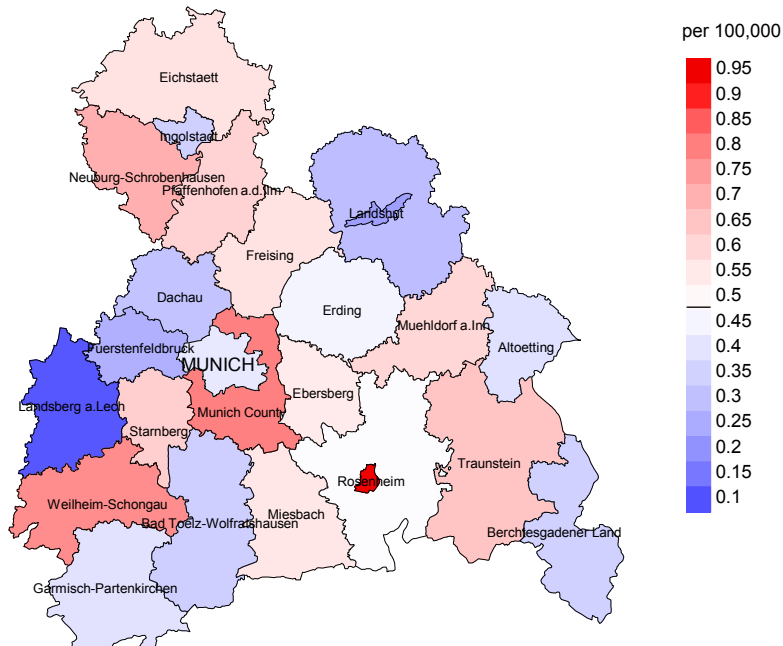 per 100,000
0.95
0.9
0.85
0.8
0.75
0.7
0.65
0.6
0.55
0.5
0.45
0.4
0.35
0.3
0.25
0.2
0.15
0.1
Eichstaett
Ingolstadt
Neuburg-Schrobenhausen
Pfaffenhofen a.d.Ilm
Landshut
Freising
Dachau
Erding
Muehldorf a.Inn
Altoetting
Fuerstenfeldbruck
MUNICH
Ebersberg
Landsberg a.Lech
Munich County
Starnberg
Traunstein
Rosenheim
Weilheim-Schongau
Miesbach
Bad Toelz-Wolfratshausen
Berchtesgadener Land
Garmisch-Partenkirchen